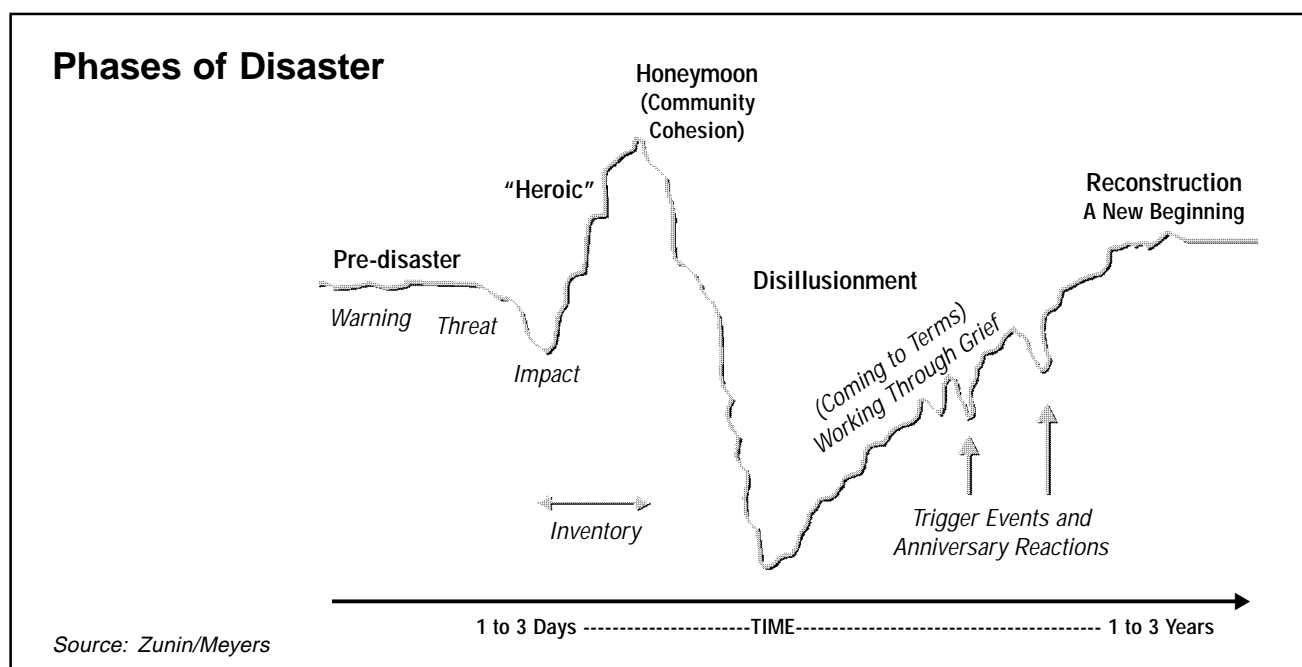 Phases of Disaster
Honeymoon
(Community
Cohesion)
"Heroic"
Reconstruction
A New Beginning
Pre-disaster
Disillusionment
Warning
Threat
Impact
(Coming to Terms)
Working Through Grief
Inventory
Trigger Events and
Anniversary Reactions
1 to 3 Days ----------------------TIME---------------------------------------- 1 to 3 Years
Source: Zunin/Meyers